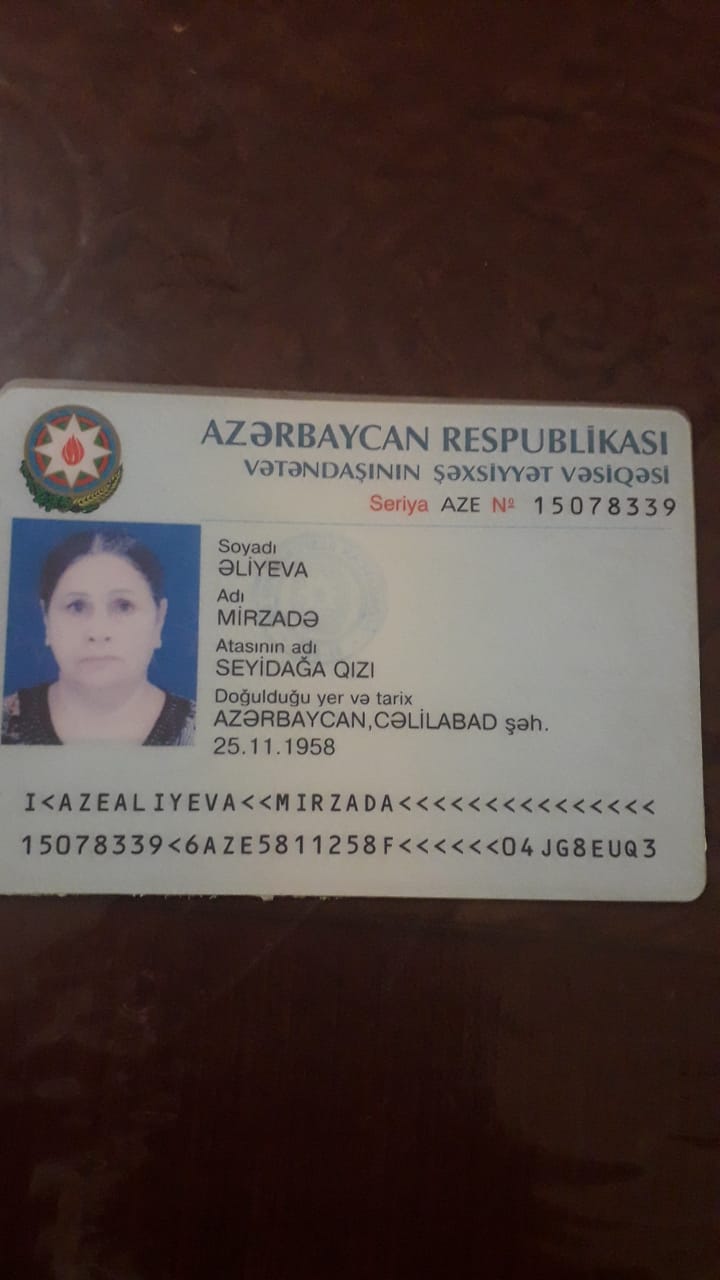 AZƏRBAYCAN RESPUBLİKASI
VƏTƏNDAŞININ ŞƏXSİYYƏT VƏSİQƏSİ
Seriya AZE № 15078339
Soyadı
ƏLİYEVA
Adı
MİRZADƏ
Atasının adı
SEYİDAĞA QIZI
Doğulduğu yer və tarix
AZƏRBAYCAN,CƏLİLABAD şəh.
25.11.1958
I<AZEALIYEVA<<MIRZADA<<<<<<<<<<<<<<<
15078339<6AZE5811258F<<<<<<04JG8EUQ3